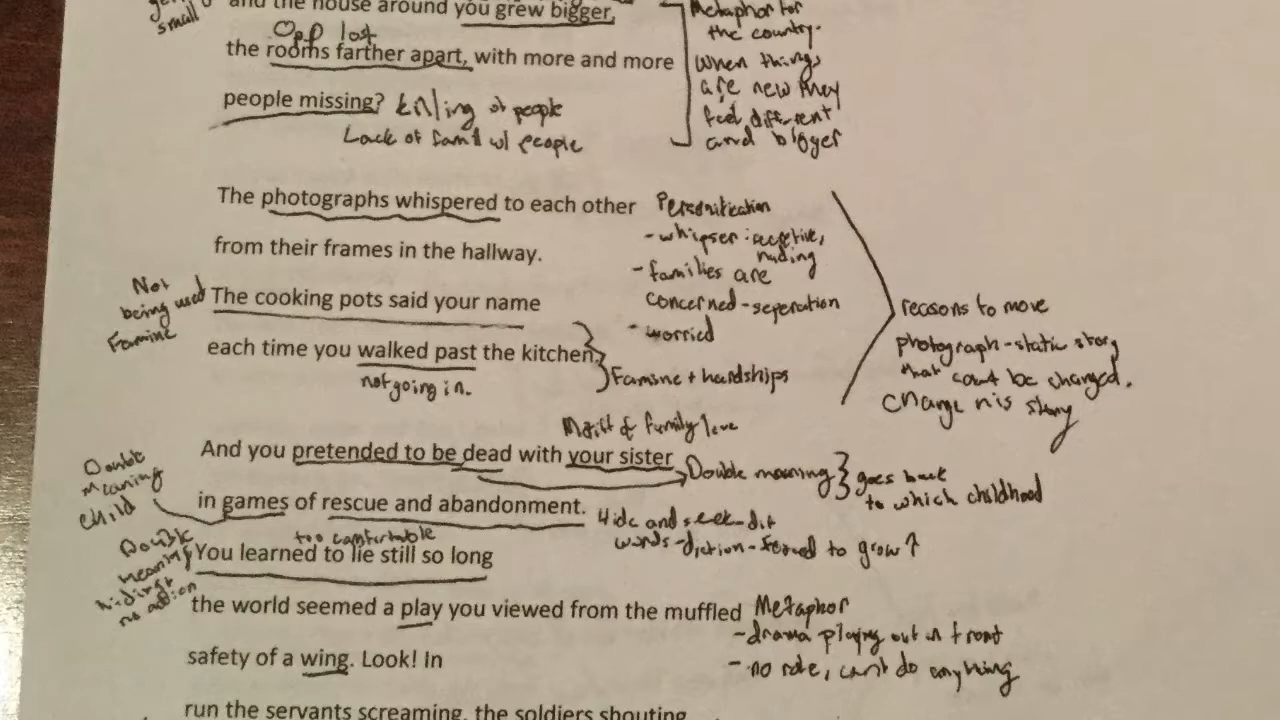 small
and the house around you grew bigger,
Metaphor for
the country.
Opp lost
the rooms farther apart, with more and more
when things
are new they
people missing? killing of people
feel different
and bigger
Lack of fam w/ people
The photographs whispered to each other Personification
from their frames in the hallway.
- whipser:
- families are
concerned - seperation
- worried
Not
being used
Famine
The cooking pots said your name
each time you walked past the kitchen.
not going in.
Famine + hardships
reasons to move
photograph - static story
that cant be changed.
Change his story
Motif of family love
And you pretended to be dead with your sister
Double meaning
goes back
to which childhood
Double
meaning
child
in games of rescue and abandonment. Hide and seek - dif
words - diction - forced to grow ↑
too comfortable
Double
meaning
hiding
no action
You learned to lie still so long
the world seemed a play you viewed from the muffled Metaphor
- drama playing out in front
- no role, can't do anything
safety of a wing. Look! In
run the servants screaming, the soldiers shouting